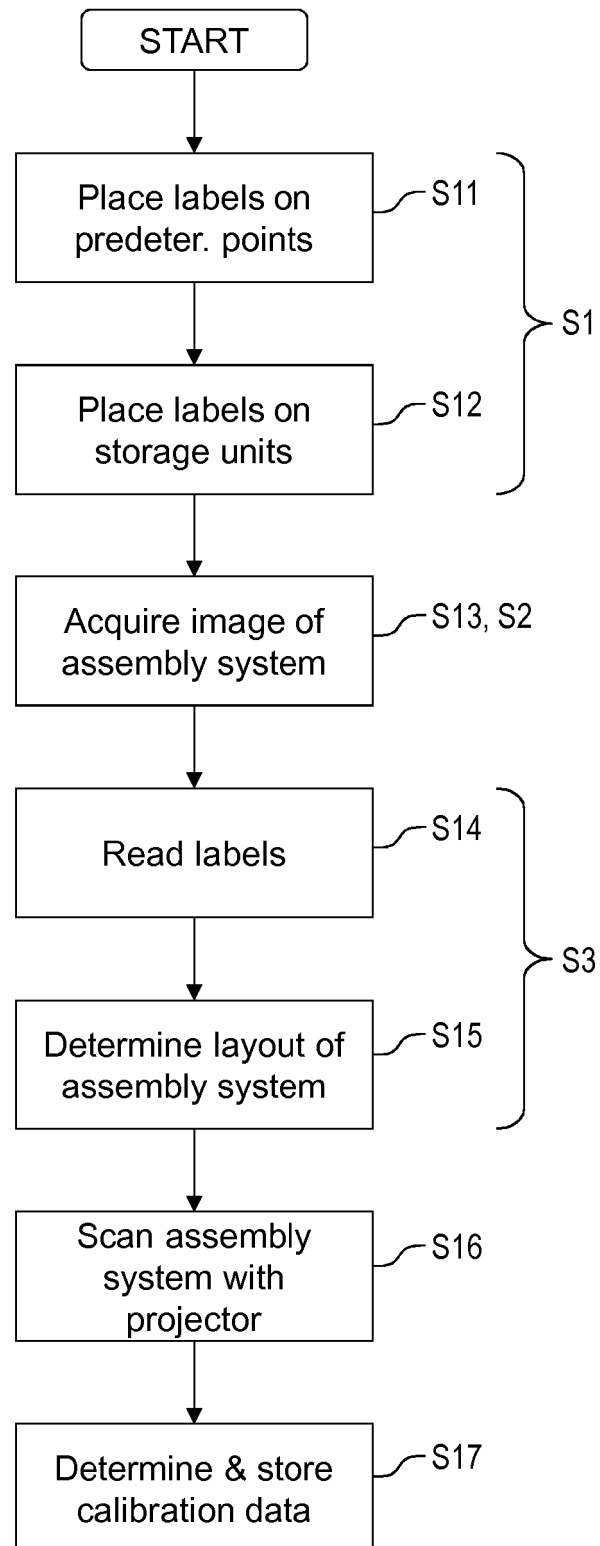 START
Place labels on
predeter. points
S11
S1
Place labels on
storage units
S12
Acquire image of
assembly system
S13, S2
Read labels
S14
S3
Determine layout of
assembly system
S15
Scan assembly
system with
projector
S16
Determine & store
calibration data
S17